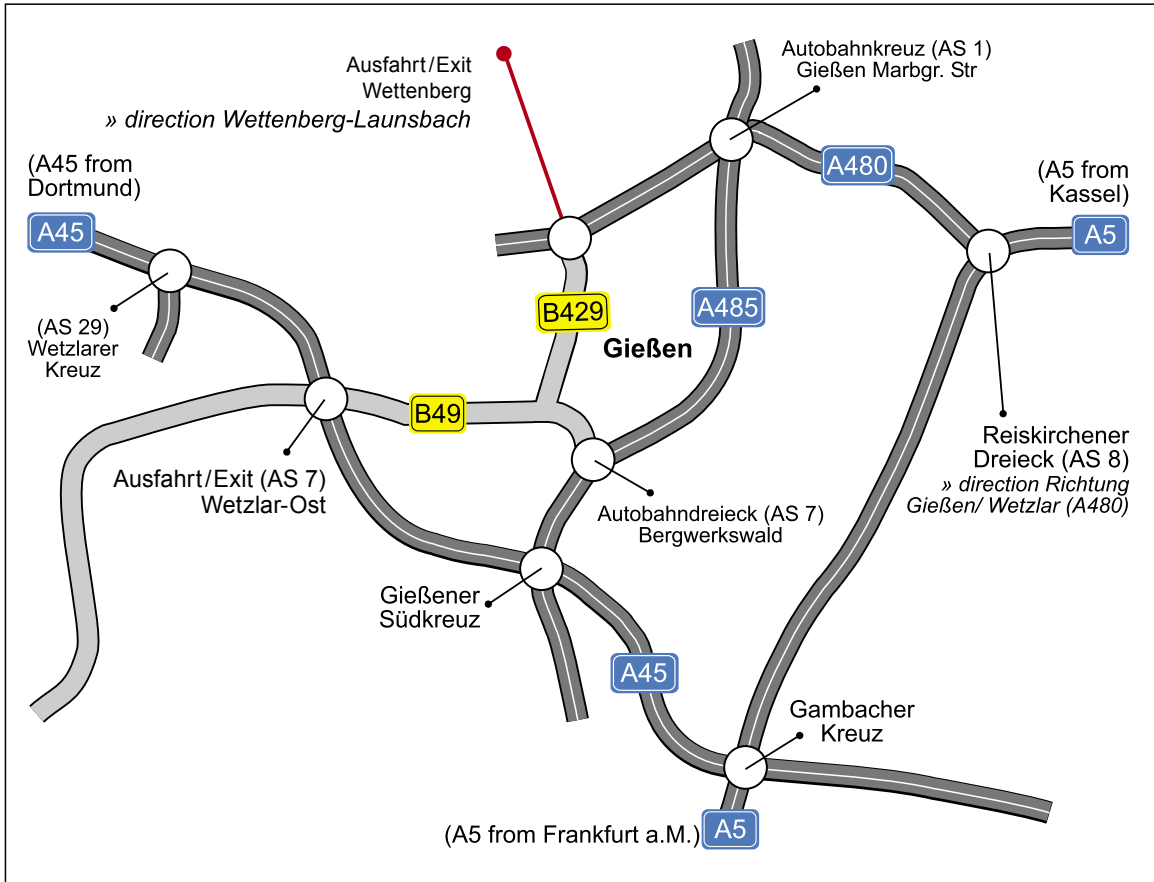 Ausfahrt/Exit
Wettenberg
» direction Wettenberg-Launsbach
Autobahnkreuz (AS 1)
Gießen Marbgr. Str
(A45 from
Dortmund)
A45
A480
(A5 from
Kassel)
A5
(AS 29)
Wetzlarer
Kreuz
B429
A485
Gießen
B49
Ausfahrt/Exit (AS 7)
Wetzlar-Ost
Reiskirchener
Dreieck (AS 8)
» direction Richtung
Gießen/ Wetzlar (A480)
Autobahndreieck (AS 7)
Bergwerkswald
Gießener
Südkreuz
A45
Gambacher
Kreuz
(A5 from Frankfurt a.M.)
A5